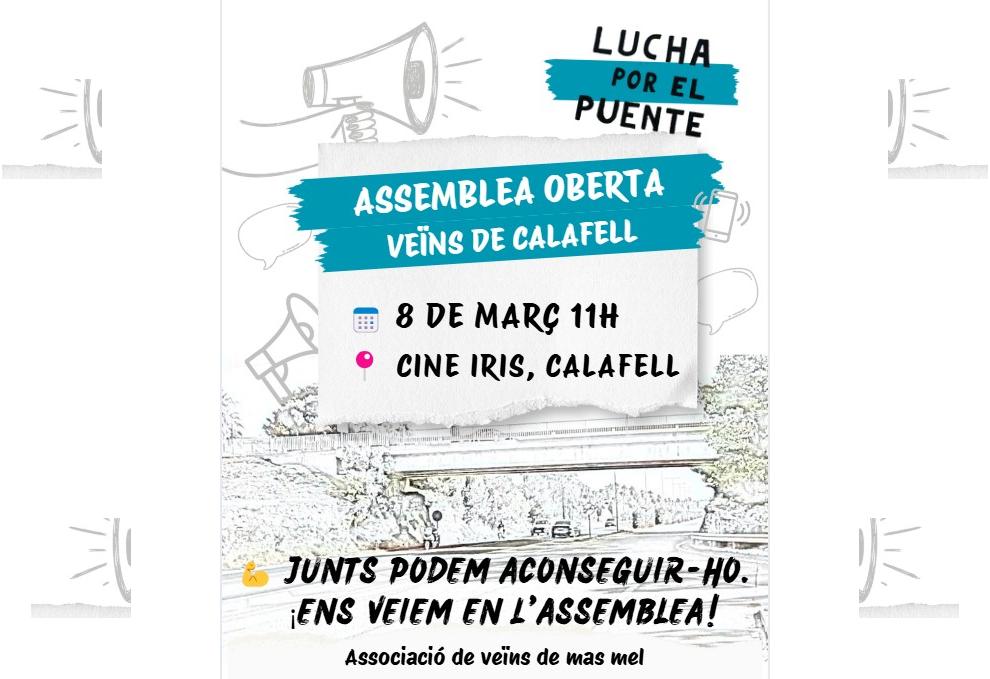 LUCHA
POR EL
PUENTE
ASSEMBLEA OBERTA
VEÏNS DE CALAFELL
8 DE MARÇ 11H
CINE IRIS, CALAFELL
JUNTS PODEM ACONSEGUIR-HO.
¡ENS VEIEM EN L'ASSEMBLEA!
Associació de veïns de mas mel